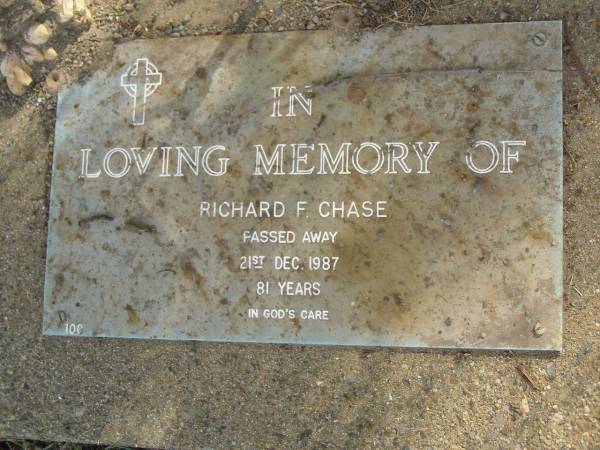 IN
LOVING MEMORY OF
RICHARD F. CHASE
PASSED AWAY
21ST DEC. 1987
81 YEARS
IN GOD'S CARE